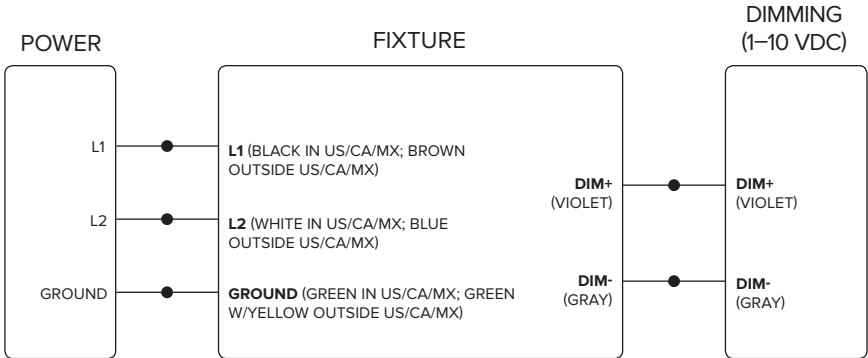 POWER
FIXTURE
DIMMING
(1–10 VDC)
L1
L1 (BLACK IN US/CA/MX; BROWN
OUTSIDE US/CA/MX)
L2
L2 (WHITE IN US/CA/MX; BLUE
OUTSIDE US/CA/MX)
GROUND
GROUND (GREEN IN US/CA/MX; GREEN
W/YELLOW OUTSIDE US/CA/MX)
DIM+
(VIOLET)
DIM-
(GRAY)
DIM+
(VIOLET)
DIM-
(GRAY)